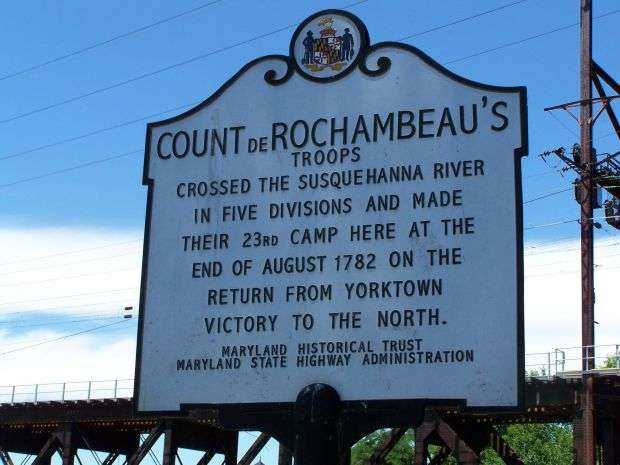 COUNT DE ROCHAMBEAU'S
TROOPS
CROSSED THE SUSQUEHANNA RIVER
IN FIVE DIVISIONS AND MADE
THEIR 23RD CAMP HERE AT THE
END OF AUGUST 1782 ON THE
RETURN FROM YORKTOWN
VICTORY TO THE NORTH.
MARYLAND HISTORICAL TRUST
MARYLAND STATE HIGHWAY ADMINISTRATION